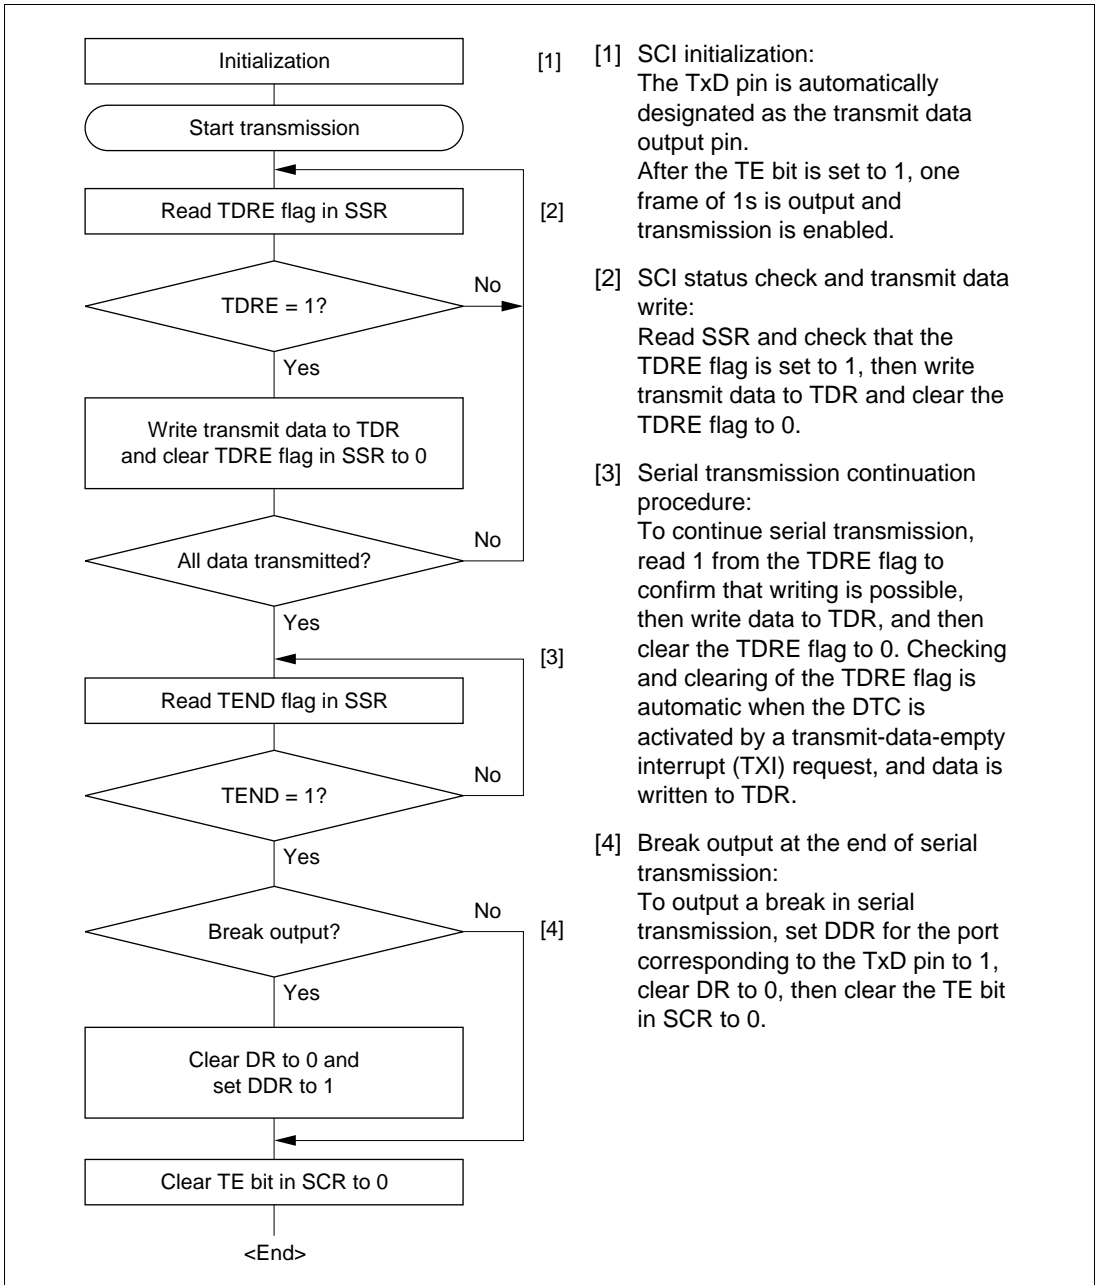 Initialization
[1]
Start transmission
Read TDRE flag in SSR
[2]
TDRE = 1?
No
Yes
Write transmit data to TDR
and clear TDRE flag in SSR to 0
All data transmitted?
No
Yes
[3]
Read TEND flag in SSR
TEND = 1?
No
Yes
Break output?
No
[4]
Yes
Clear DR to 0 and
set DDR to 1
Clear TE bit in SCR to 0
<End>
[1] SCI initialization:
The TxD pin is automatically
designated as the transmit data
output pin.
After the TE bit is set to 1, one
frame of 1s is output and
transmission is enabled.
[2] SCI status check and transmit data
write:
Read SSR and check that the
TDRE flag is set to 1, then write
transmit data to TDR and clear the
TDRE flag to 0.
[3] Serial transmission continuation
procedure:
To continue serial transmission,
read 1 from the TDRE flag to
confirm that writing is possible,
then write data to TDR, and then
clear the TDRE flag to 0. Checking
and clearing of the TDRE flag is
automatic when the DTC is
activated by a transmit-data-empty
interrupt (TXI) request, and data is
written to TDR.
[4] Break output at the end of serial
transmission:
To output a break in serial
transmission, set DDR for the port
corresponding to the TxD pin to 1,
clear DR to 0, then clear the TE bit
in SCR to 0.